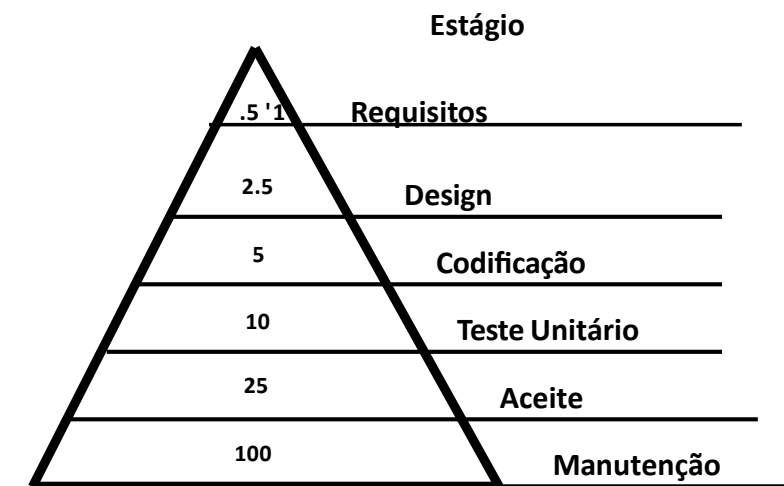 Estágio
.5 '1 Requisitos
2.5 Design
5 Codificação
10 Teste Unitário
25 Aceite
100 Manutenção